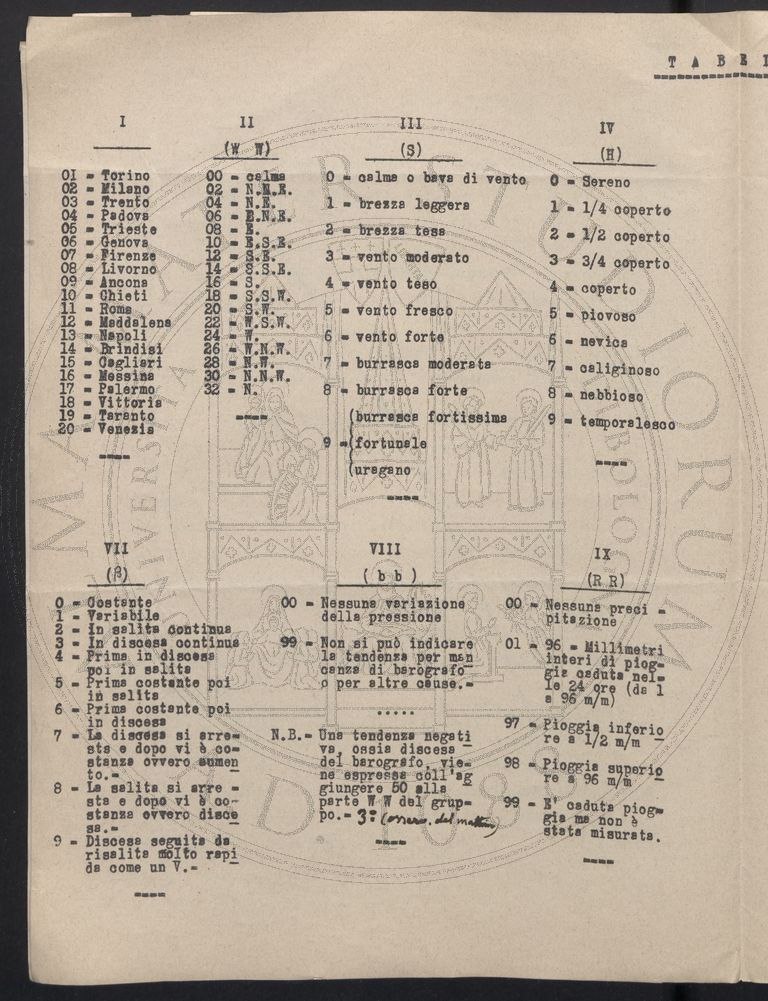 T A B E L
I
01 = Torino
02 = Milano
03 = Trento
04 = Padova
05 = Trieste
06 = Genova
07 = Firenze
08 = Livorno
09 = Ancona
10 = Chieti
11 = Roma
12 = Maddalena
13 = Napoli
14 = Brindisi
15 = Cagliari
16 = Messina
17 = Palermo
18 = Vittoria
19 = Taranto
20 = Venezia
II
(W W)
00 = calma
02 = N.N.E.
04 = N.E.
06 = E.N.E.
08 = E.
10 = E.S.E.
12 = S.E.
14 = S.S.E.
16 = S.
18 = S.S.W.
20 = S.W.
22 = W.S.W.
24 = W.
26 = W.N.W.
28 = N.W.
30 = N.N.W.
32 = N.
III
(S)
0 = calma o bava di vento
1 = brezza leggera
2 = brezza tesa
3 = vento moderato
4 = vento teso
5 = vento fresco
6 = vento forte
7 = burrasca moderata
8 = burrasca forte
(burrasca fortissima
9 =(fortunale
(uragano
IV
(H)
0 = Sereno
1 = 1/4 coperto
2 = 1/2 coperto
3 = 3/4 coperto
4 = coperto
5 = piovoso
6 = nevica
7 = caliginoso
8 = nebbioso
9 = temporalesco
VII
(β)
0 = Costante
1 = Variabile
2 = In salita continua
3 = In discesa continua
4 = Prima in discesa
poi in salita
5 = Prima costante poi
in salita
6 = Prima costante poi
in discesa
7 = La discesa si arre=
sta e dopo vi è co=
stanza ovvero aumen
to.=
8 = La salita si arre =
sta e dopo vi è co=
stanza ovvero disce
sa.=
9 = Discesa seguita da
risalita molto rapi
da come un V.=
VIII
( b b )
00 = Nessuna variazione
della pressione
99 = Non si può indicare
la tendenza per man
canza di barografo
o per altre cause.=
.....
N.B.= Una tendenza negati
va, ossia discesa
del barografo, vie=
ne espressa coll'ag
giungere 50 alla
parte W W del grup=
po.= 3ª (osserv. del mattino)
IX
(R R)
00 = Nessuna preci =
pitazione
01 = 96 = Millimetri
interi di piog=
gia caduta nel=
le 24 ore (da 1
a 96 m/m)
97 = Pioggia inferio
re a 1/2 m/m
98 = Pioggia superio
re a 96 m/m
99 = E' caduta piog=
gia ma non è
stata misurata.
MATER STUDIORUM
A.D. 1088